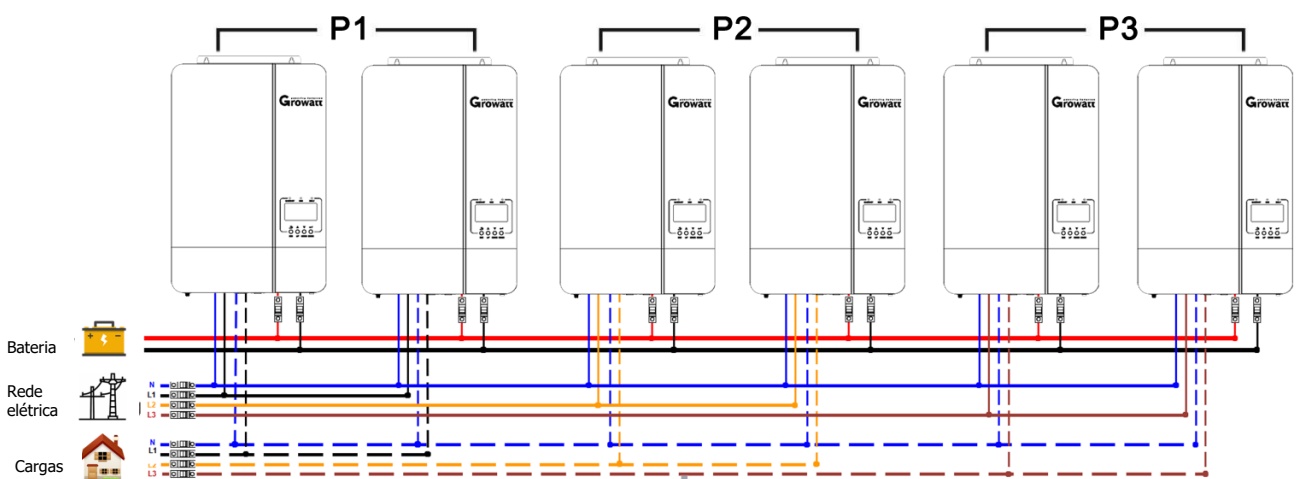 P1
P2
P3
Growatt
Growatt
Growatt
Growatt
Growatt
Growatt
Bateria
Rede
elétrica
N
L1
L2
L3
Cargas
N
L1
L3